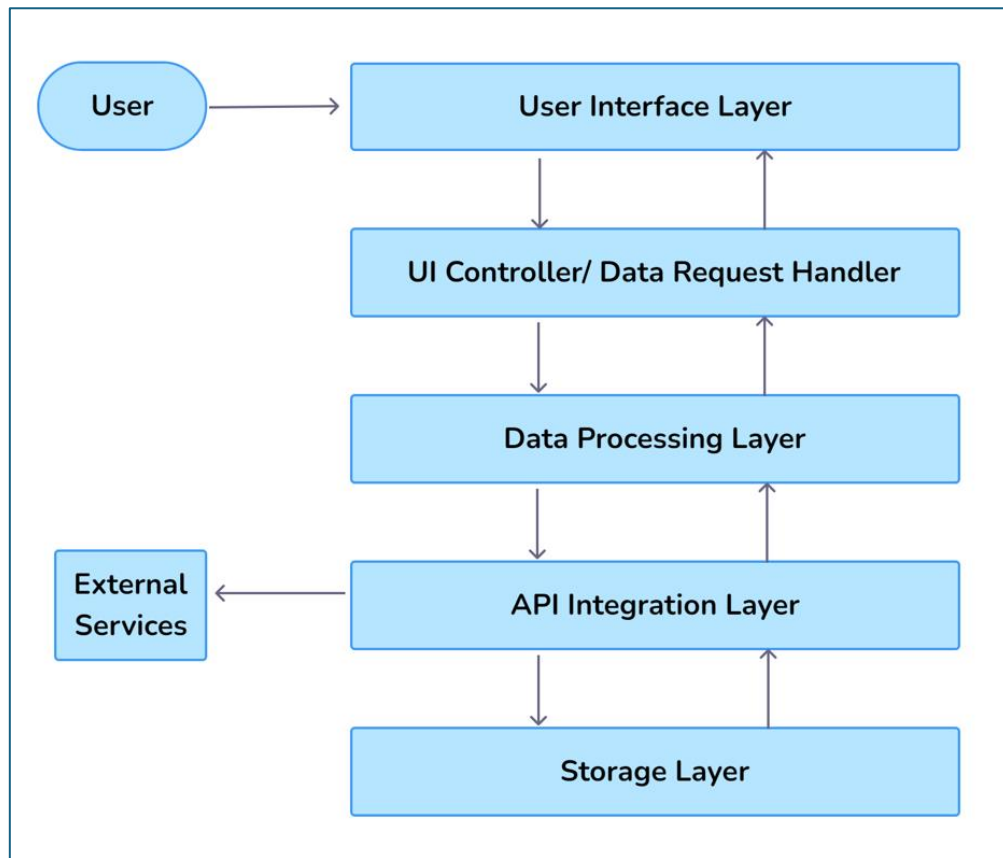 User
User Interface Layer
UI Controller/ Data Request Handler
Data Processing Layer
External
Services
API Integration Layer
Storage Layer